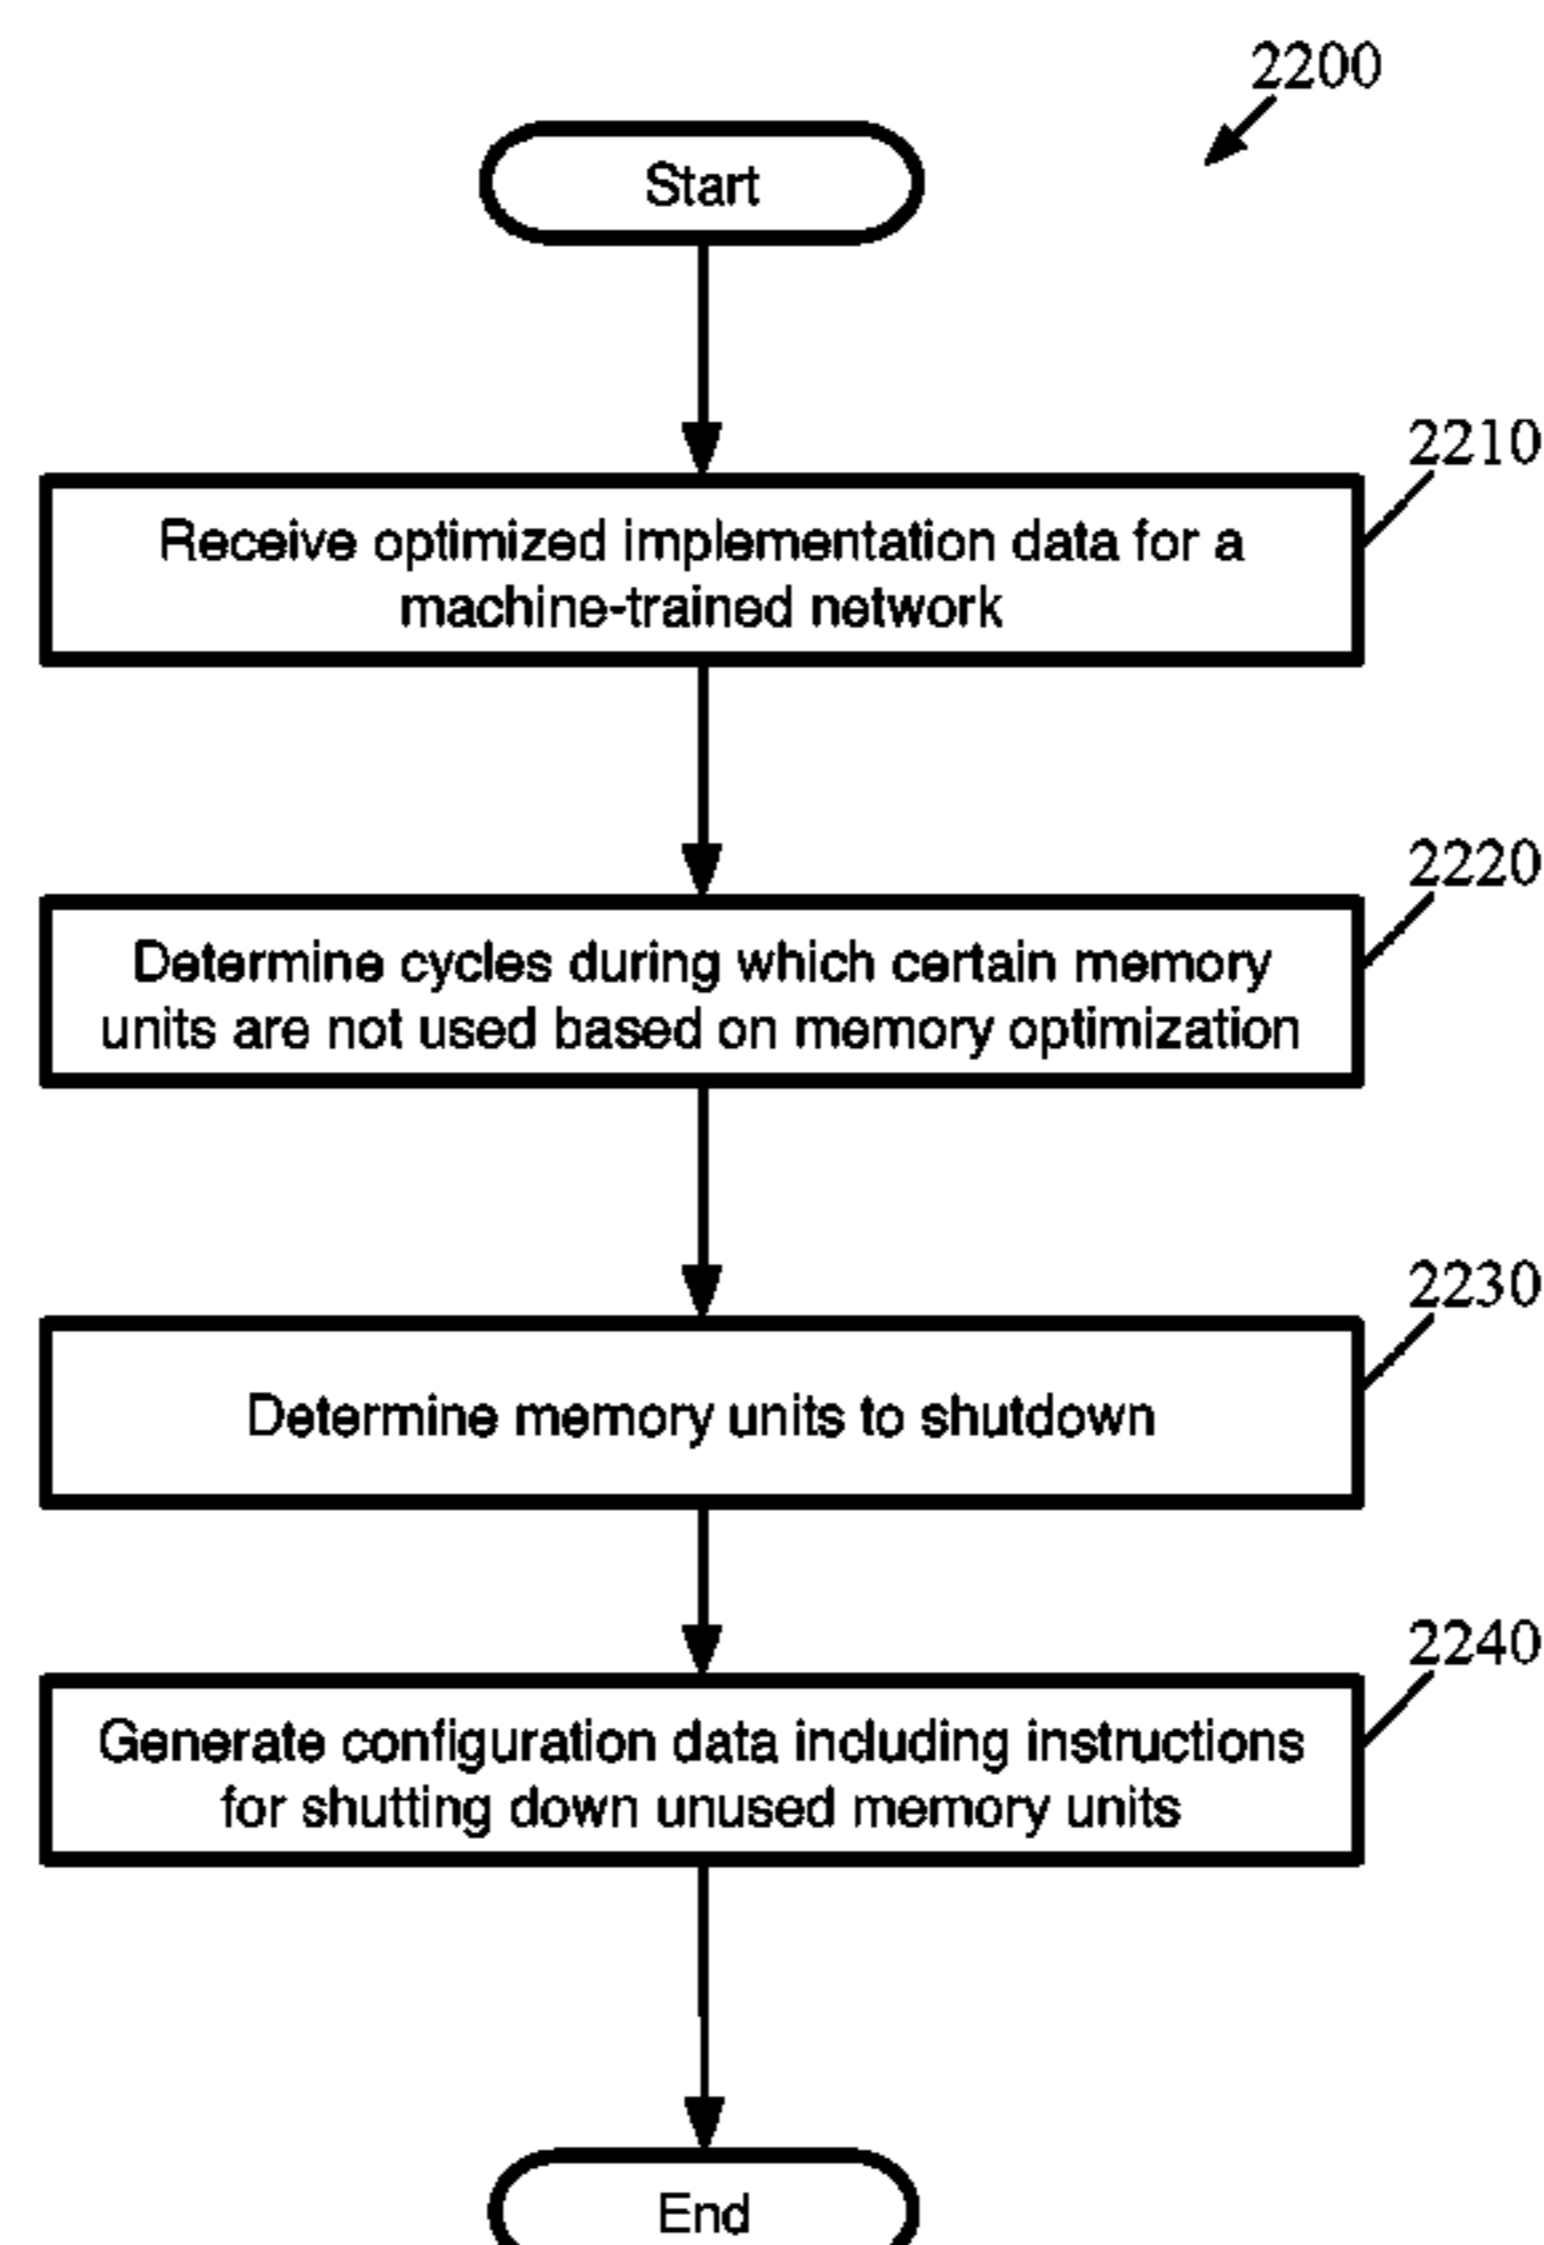 2200
Start
2210
Receive optimized implementation data for a
machine-trained network
2220
Determine cycles during which certain memory
units are not used based on memory optimization
2230
Determine memory units to shutdown
2240
Generate configuration data including instructions
for shutting down unused memory units
End